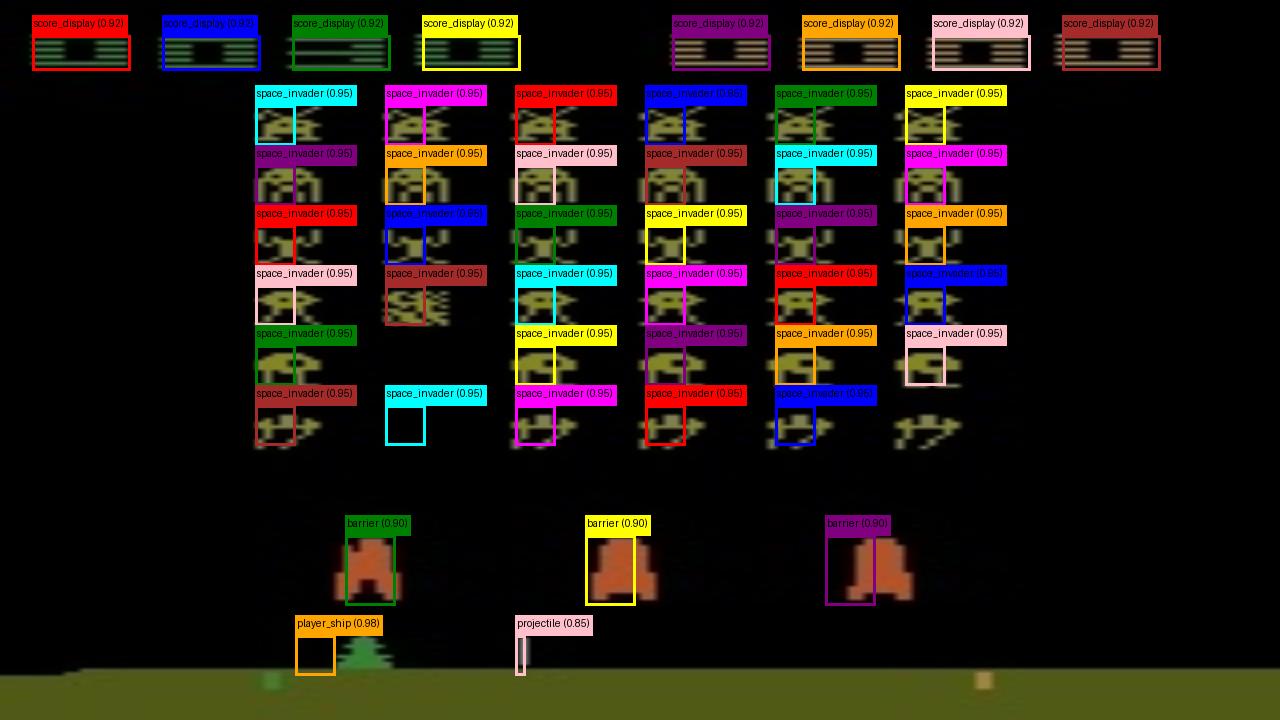 score_display (0.92) score_display (0.92) score_display (0.92) score_display (0.92) score_display (0.92) score_display (0.92) score_display (0.92) score_display (0.92)
space_invader (0.95) space_invader (0.95) space_invader (0.95) space_invader (0.95) space_invader (0.95) space_invader (0.95)
space_invader (0.95) space_invader (0.95) space_invader (0.95) space_invader (0.95) space_invader (0.95) space_invader (0.95)
space_invader (0.95) space_invader (0.95) space_invader (0.95) space_invader (0.95) space_invader (0.95) space_invader (0.95)
space_invader (0.95) space_invader (0.95) space_invader (0.95) space_invader (0.95) space_invader (0.95) space_invader (0.95)
space_invader (0.95) space_invader (0.95) space_invader (0.95) space_invader (0.95) space_invader (0.95)
space_invader (0.95) space_invader (0.95) space_invader (0.95) space_invader (0.95) space_invader (0.95)
barrier (0.90) barrier (0.90) barrier (0.90)
player_ship (0.98) projectile (0.85)